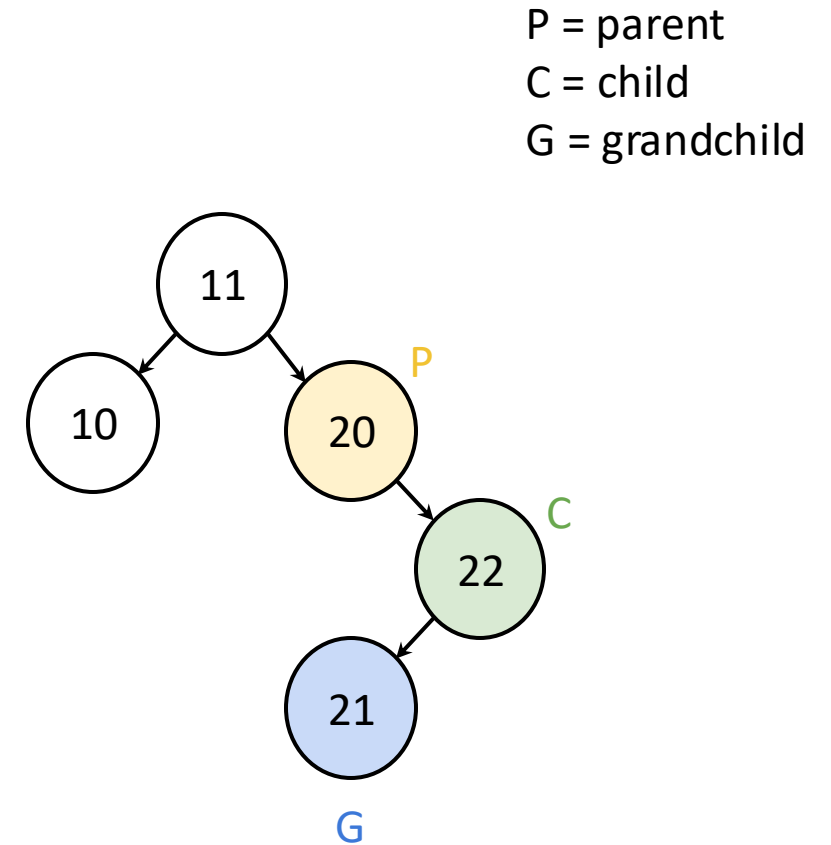 P = parent
C = child
G = grandchild
11
P
10
20
C
22
21
G